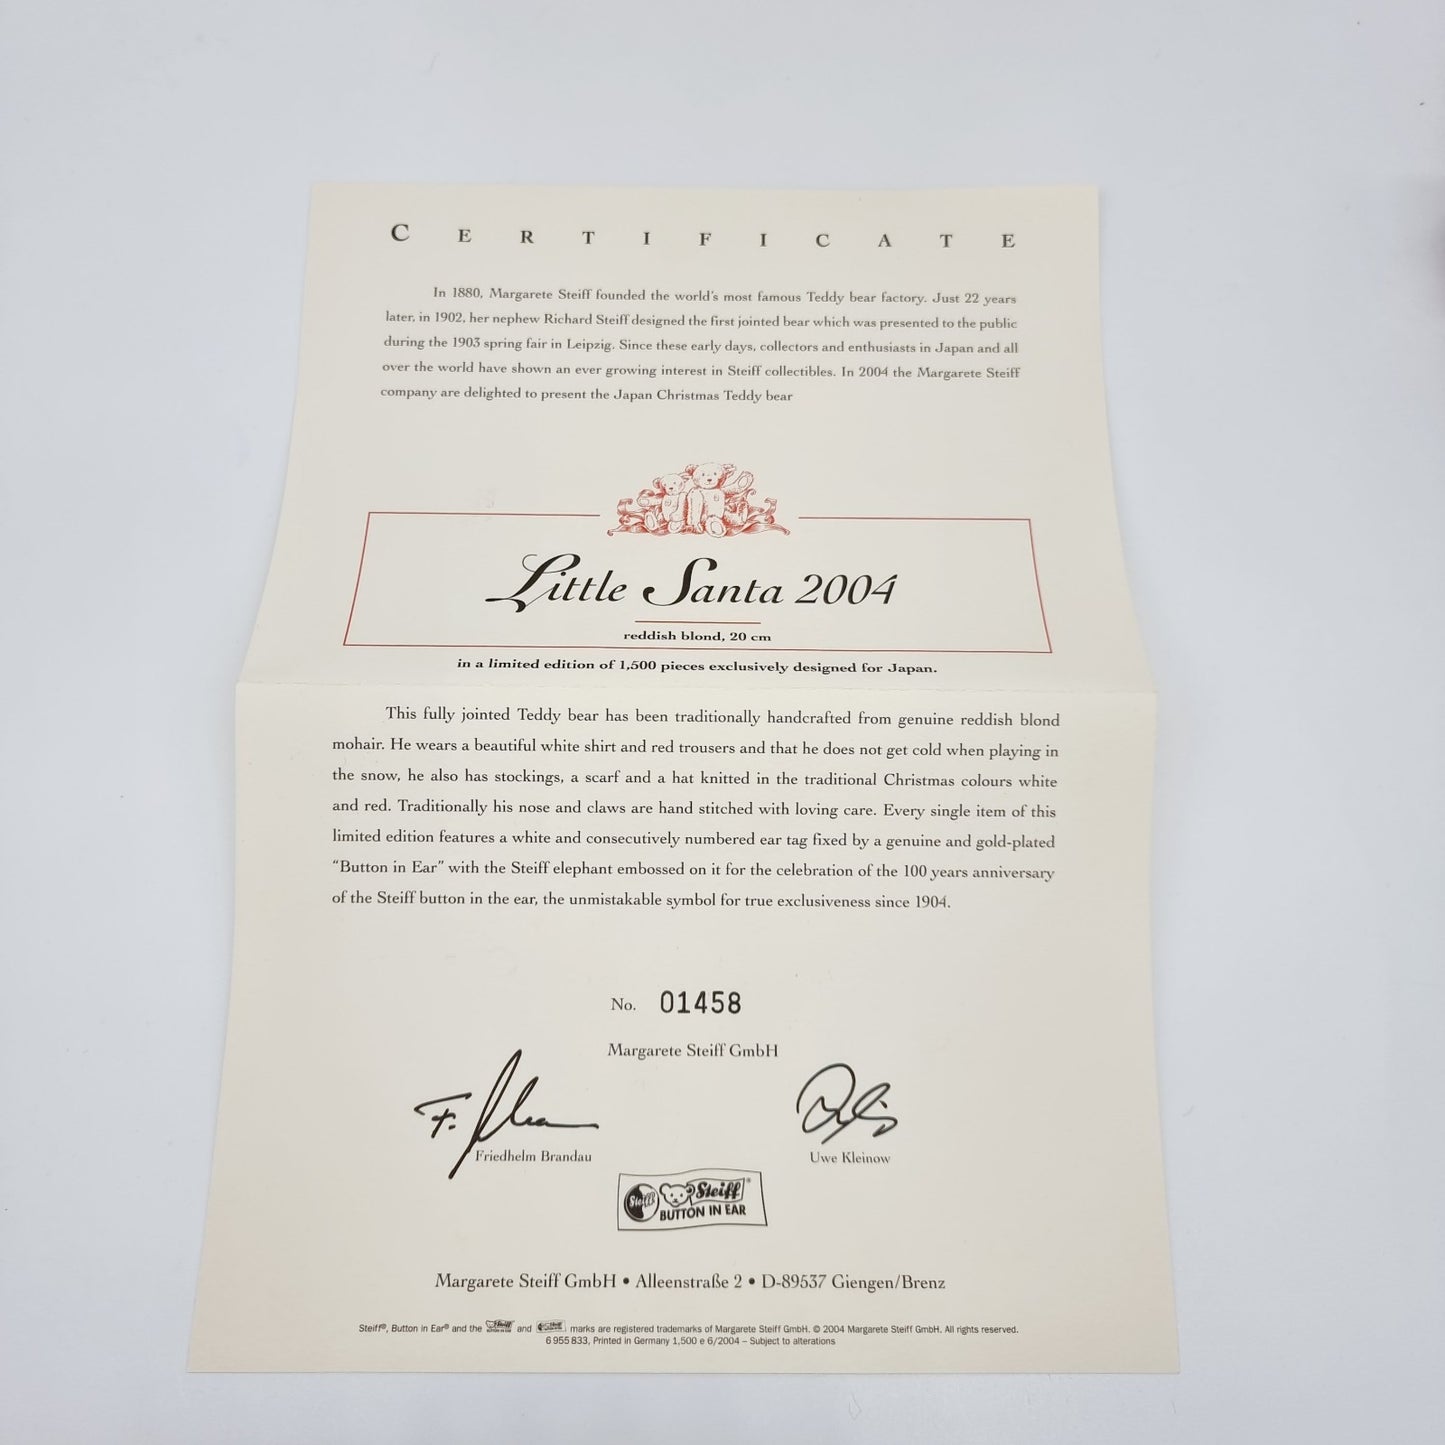 CERTIFICATE
In 1880, Margarete Steiff founded the world's most famous Teddy bear factory. Just 22 years
later, in 1902, her nephew Richard Steiff designed the first jointed bear which was presented to the public
during the 1903 spring fair in Leipzig. Since these early days, collectors and enthusiasts in Japan and all
over the world have shown an ever growing interest in Steiff collectibles. In 2004 the Margarete Steiff
company are delighted to present the Japan Christmas Teddy bear
Little Santa 2004
reddish blond, 20 cm
in a limited edition of 1,500 pieces exclusively designed for Japan.
This fully jointed Teddy bear has been traditionally handcrafted from genuine reddish blond
mohair. He wears a beautiful white shirt and red trousers and that he does not get cold when playing in
the snow, he also has stockings, a scarf and a hat knitted in the traditional Christmas colours white
and red. Traditionally his nose and claws are hand stitched with loving care. Every single item of this
limited edition features a white and consecutively numbered ear tag fixed by a genuine and gold-plated
“Button in Ear” with the Steiff elephant embossed on it for the celebration of the 100 years anniversary
of the Steiff button in the ear, the unmistakable symbol for true exclusiveness since 1904.
No. 01458
Margarete Steiff GmbH
Friedhelm Brandau
Uwe Kleinow
Steiff Steiff®
BUTTON IN EAR
Margarete Steiff GmbH • Alleenstraße 2 • D-89537 Giengen/Brenz
Steiff®, Button in Ear® and the and marks are registered trademarks of Margarete Steiff GmbH. © 2004 Margarete Steiff GmbH. All rights reserved.
6 955 833, Printed in Germany 1,500 e 6/2004 – Subject to alterations